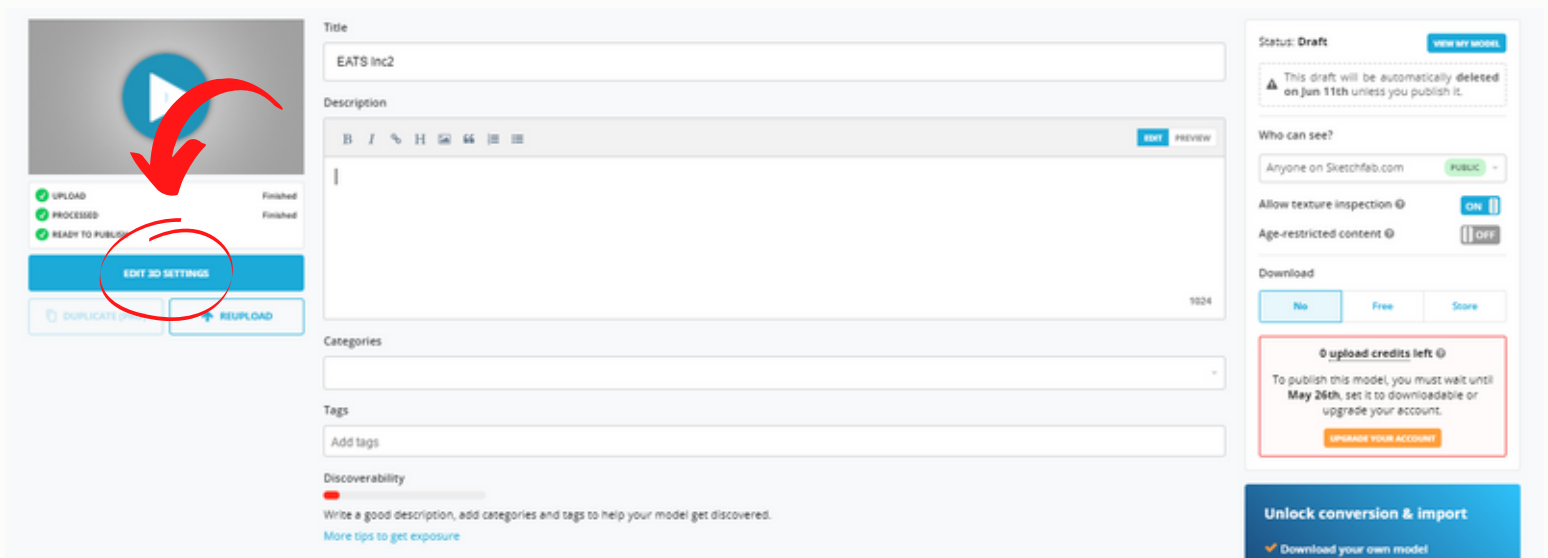 UPLOAD Finished
PROCESSED Finished
READY TO PUBLISH
EDIT 3D SETTINGS
DUPLICATE
REUPLOAD
Title
EATS Inc2
Description
B I H
EDIT PREVIEW
1024
Categories
Tags
Add tags
Discoverability
Write a good description, add categories and tags to help your model get discovered.
More tips to get exposure
Status: Draft
VIEW MY MODEL
This draft will be automatically deleted
on Jun 11th unless you publish it.
Who can see?
Anyone on Sketchfab.com PUBLIC
Allow texture inspection ON
Age-restricted content OFF
Download
No Free Store
0 upload credits left
To publish this model, you must wait until
May 26th, set it to downloadable or
upgrade your account.
UPGRADE YOUR ACCOUNT
Unlock conversion & import
Download your own model